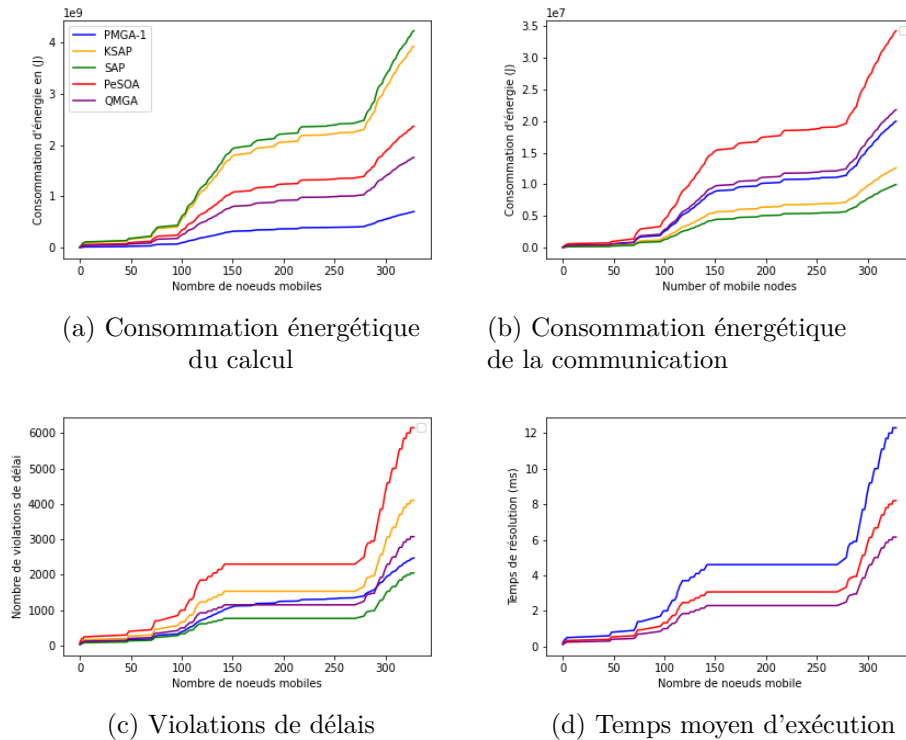 1e9
Consommation d'énergie en (J)
4
3
2
1
0
PMGA-1
KSAP
SAP
PeSOA
QMGA
0 50 100 150 200 250 300
Nombre de noeuds mobiles
(a) Consommation énergétique
du calcul
1e7
Consommation d'énergie (J)
3.5
3.0
2.5
2.0
1.5
1.0
0.5
0.0
0 50 100 150 200 250 300
Number of mobile nodes
(b) Consommation énergétique
de la communication
Nombre de violations de délai
6000
5000
4000
3000
2000
1000
0
0 50 100 150 200 250 300
Nombre de noeuds mobiles
(c) Violations de délais
Temps de résolution (ms)
12
10
8
6
4
2
0
0 50 100 150 200 250 300
Nombre de noeuds mobile
(d) Temps moyen d'exécution